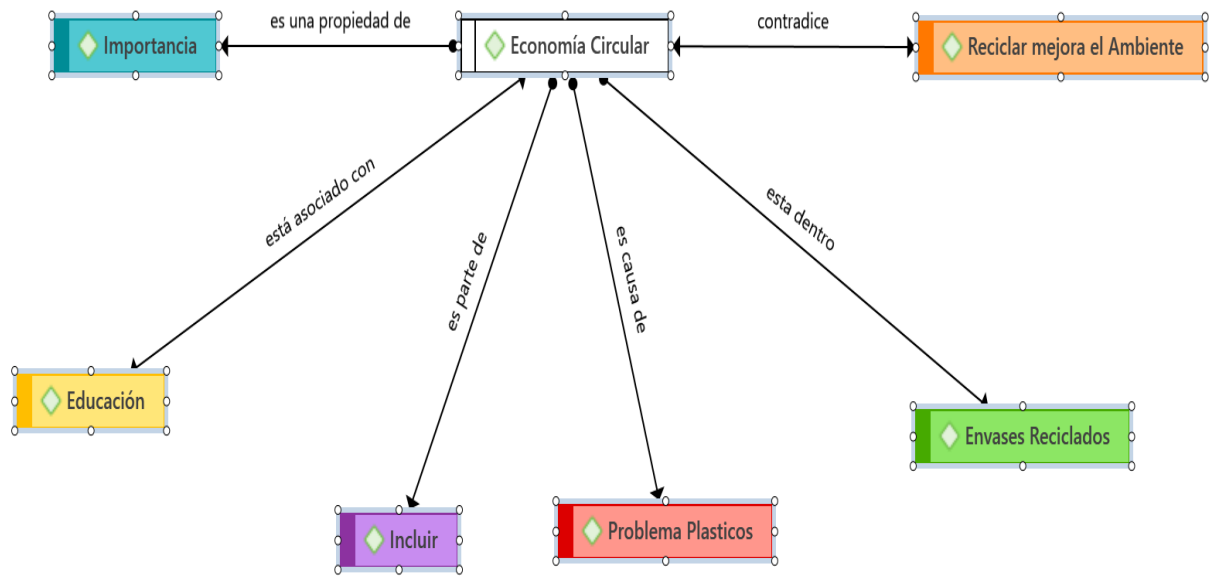 es una propiedad de
contradice
Importancia
Economía Circular
Reciclar mejora el Ambiente
está asociado con
es parte de
es causa de
esta dentro
Educación
Envases Reciclados
Incluir
Problema Plasticos